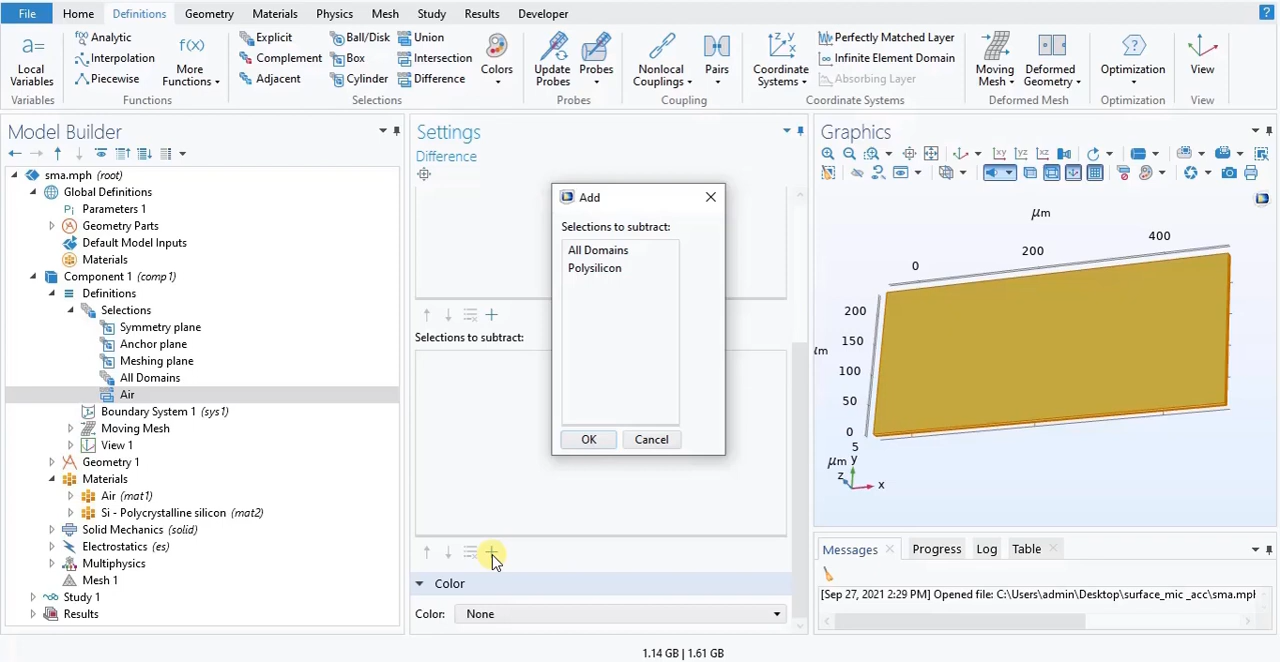 File Home Definitions Geometry Materials Physics Mesh Study Results Developer ?
a= Local Variables
Variables
f(x) Analytic
Interpolation
Piecewise
f(x) More Functions
Functions
Explicit
Complement
Adjacent
Ball/Disk
Box
Cylinder
Union
Intersection
Difference
Colors
Selections
Update Probes
Probes
Probes
Nonlocal Couplings
Pairs
Coupling
Coordinate Systems
Perfectly Matched Layer
Infinite Element Domain
Absorbing Layer
Coordinate Systems
Moving Mesh
Deformed Geometry
Deformed Mesh
Optimization
Optimization
View
View
Model Builder
sma.mph (root)
Global Definitions
Pi Parameters 1
Geometry Parts
Default Model Inputs
Materials
Component 1 (comp1)
Definitions
Selections
Symmetry plane
Anchor plane
Meshing plane
All Domains
Air
Boundary System 1 (sys1)
Moving Mesh
View 1
Geometry 1
Materials
Air (mat1)
Si - Polycrystalline silicon (mat2)
Solid Mechanics (solid)
Electrostatics (es)
Multiphysics
Mesh 1
Study 1
Results
Settings
Difference
Selections to subtract:
Color
Color: None
Add
Selections to subtract:
All Domains
Polysilicon
OK Cancel
Graphics
xy yz xz
µm
0 200 400
200
150
100
50
0
5
µm
y
z
x
Messages Progress Log Table
[Sep 27, 2021 2:29 PM] Opened file: C:\Users\admin\Desktop\surface_mic _acc\sma.mph
1.14 GB | 1.61 GB